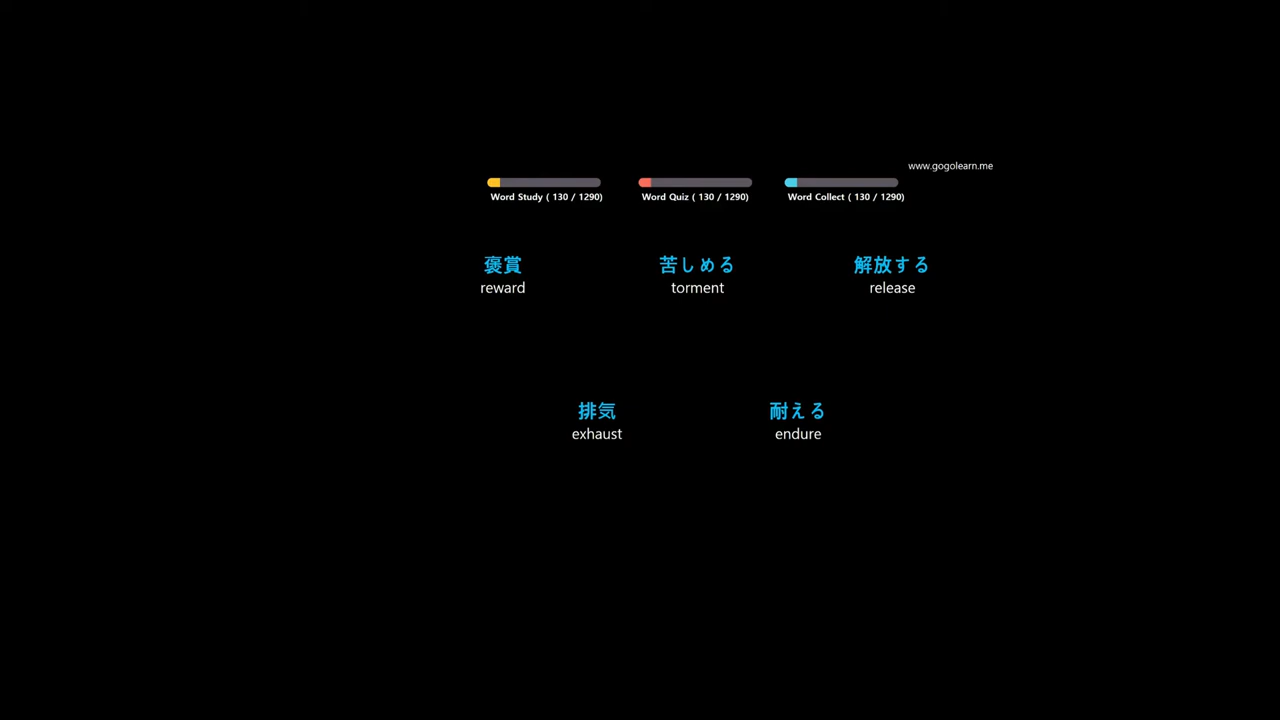 www.gogolearn.me
Word Study ( 130 / 1290)
Word Quiz ( 130 / 1290)
Word Collect ( 130 / 1290)
褒賞
reward
苦しめる
torment
解放する
release
排気
exhaust
耐える
endure